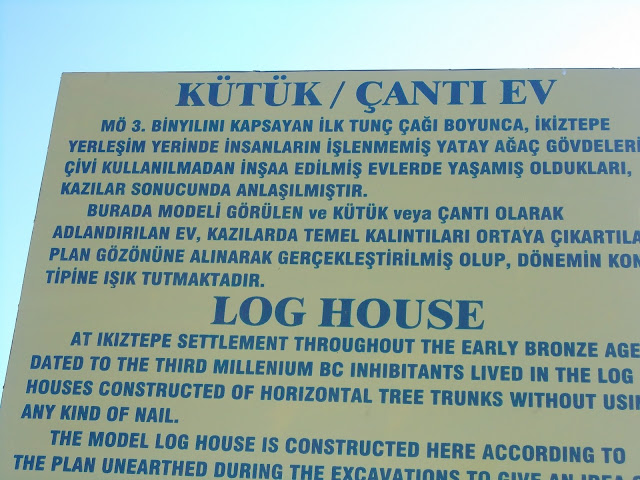 KÜTÜK / ÇANTI EV
MÖ 3. BİNYILINI KAPSAYAN İLK TUNÇ ÇAĞI BOYUNCA, İKİZTEPE
YERLEŞİM YERİNDE İNSANLARIN İŞLENMEMİŞ YATAY AĞAÇ GÖVDELERİ
ÇİVİ KULLANILMADAN İNŞAA EDİLMİŞ EVLERDE YAŞAMIŞ OLDUKLARI,
KAZILAR SONUCUNDA ANLAŞILMIŞTIR.
BURADA MODELİ GÖRÜLEN ve KÜTÜK veya ÇANTI OLARAK
ADLANDIRILAN EV, KAZILARDA TEMEL KALINTILARI ORTAYA ÇIKARTILA
PLAN GÖZÖNÜNE ALINARAK GERÇEKLEŞTİRİLMİŞ OLUP, DÖNEMİN KON
TİPİNE IŞIK TUTMAKTADIR.
LOG HOUSE
AT IKIZTEPE SETTLEMENT THROUGHOUT THE EARLY BRONZE AGE
DATED TO THE THIRD MILLENIUM BC INHIBITANTS LIVED IN THE LOG
HOUSES CONSTRUCTED OF HORIZONTAL TREE TRUNKS WITHOUT USIN
ANY KIND OF NAIL.
THE MODEL LOG HOUSE IS CONSTRUCTED HERE ACCORDING TO
THE PLAN UNEARTHED DURING THE EXCAVATIONS TO GIVE AN IDEA